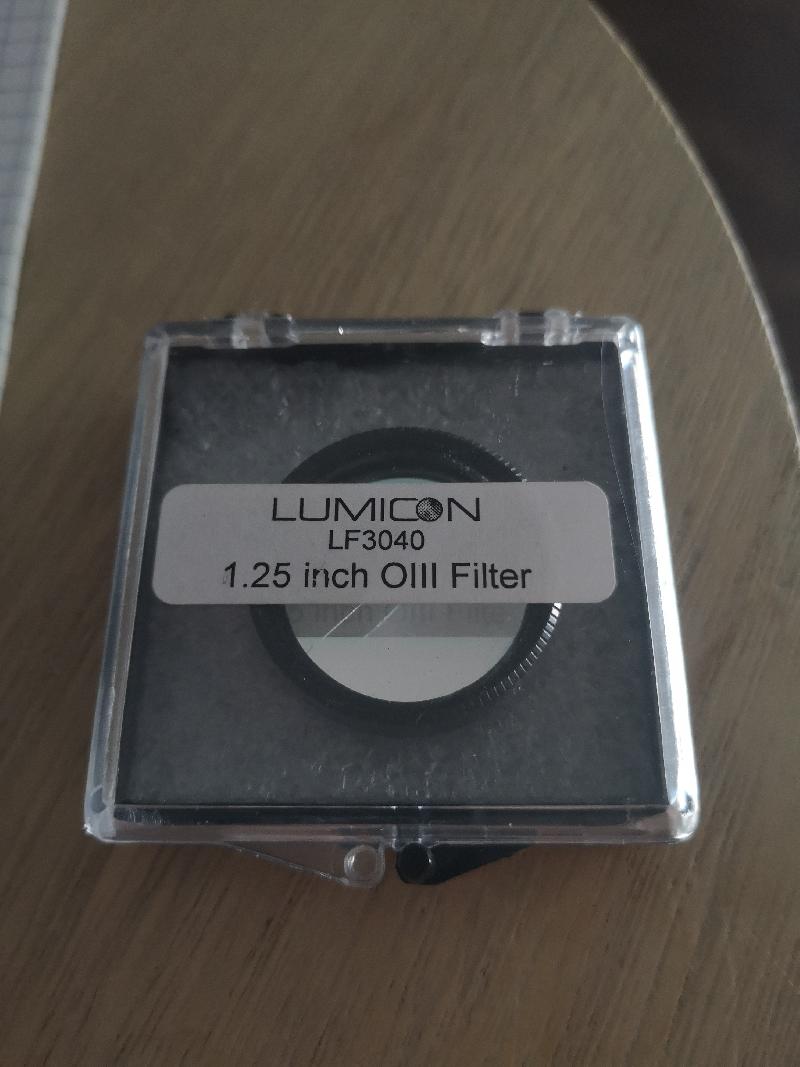 LUMICON
LF3040
1.25 inch OIII Filter